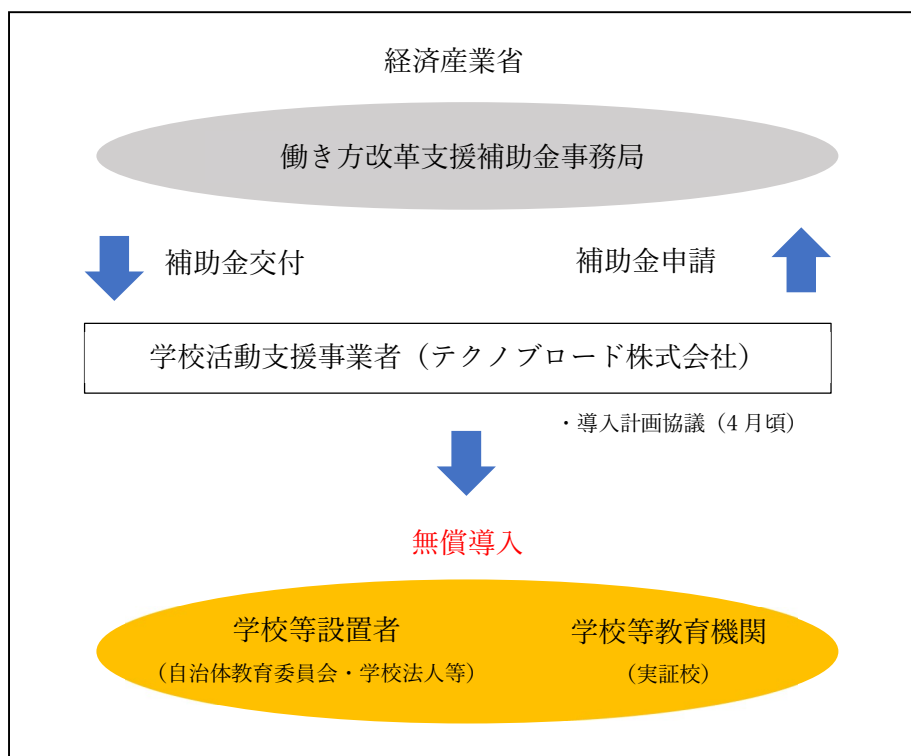 経済産業省
働き方改革支援補助金事務局
補助金交付
補助金申請
学校活動支援事業者（テクノブロード株式会社）
・導入計画協議（4 月頃）
無償導入
学校等設置者
学校等教育機関
（自治体教育委員会・学校法人等）
（実証校）